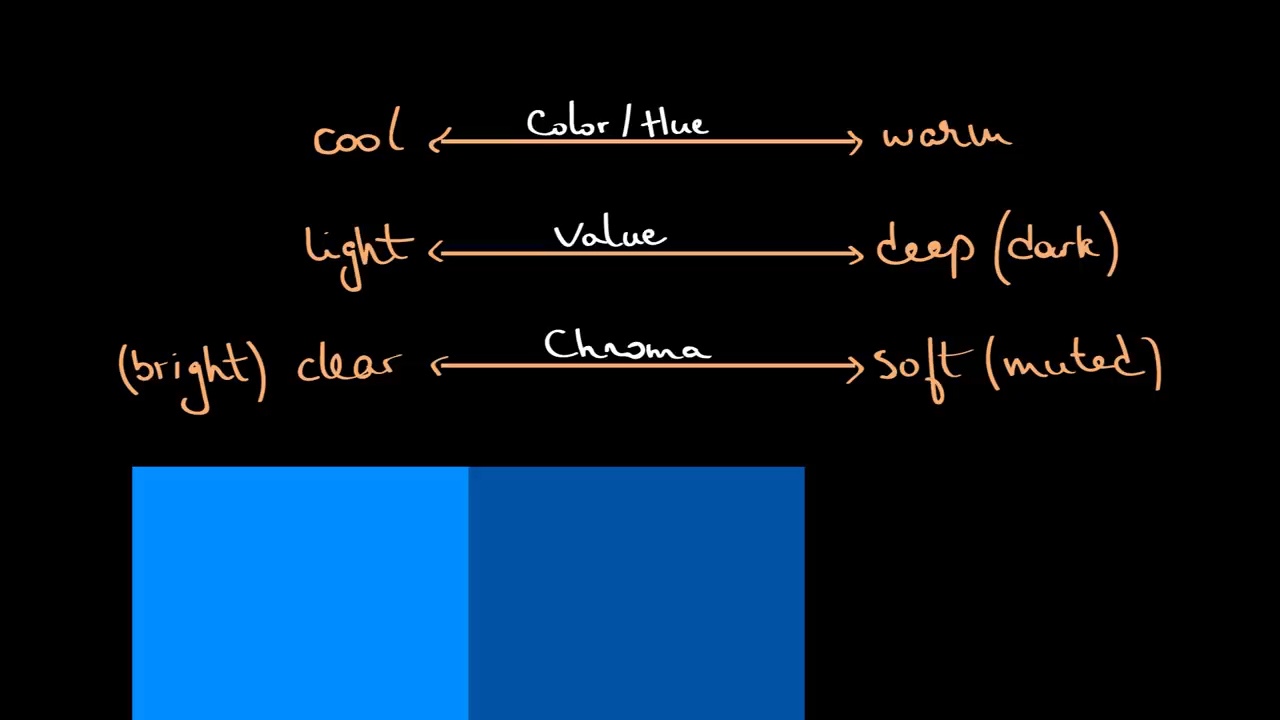 cool Color/Hue warm
light Value deep (dark)
(bright) clear Chroma soft (muted)